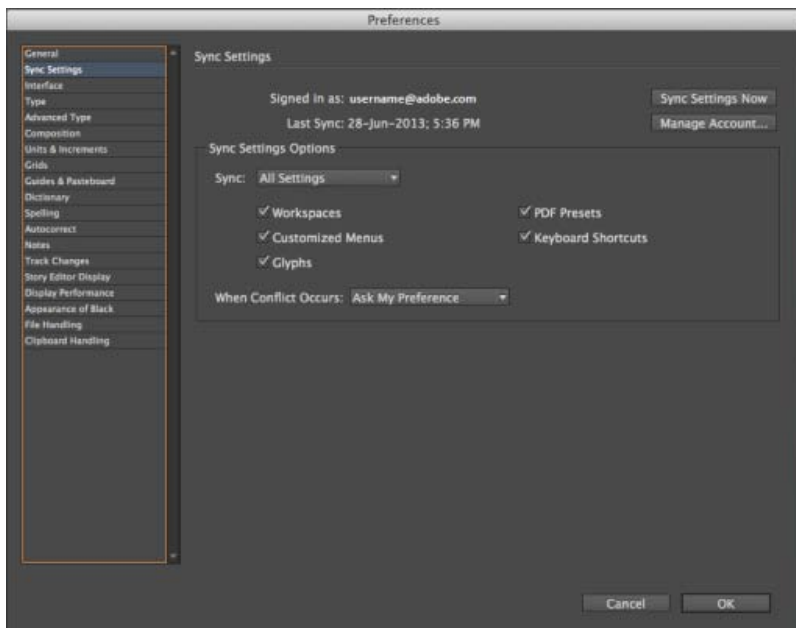 Preferences
General
Sync Settings
Interface
Type
Advanced Type
Composition
Units & Increments
Grids
Guides & Pasteboard
Dictionary
Spelling
Autocorrect
Notes
Track Changes
Story Editor Display
Display Performance
Appearance of Black
File Handling
Clipboard Handling
Sync Settings
Signed in as: username@adobe.com
Sync Settings Now
Last Sync: 28-Jun-2013; 5:36 PM
Manage Account...
Sync Settings Options
Sync: All Settings
Workspaces
PDF Presets
Customized Menus
Keyboard Shortcuts
Glyphs
When Conflict Occurs: Ask My Preference
Cancel
OK